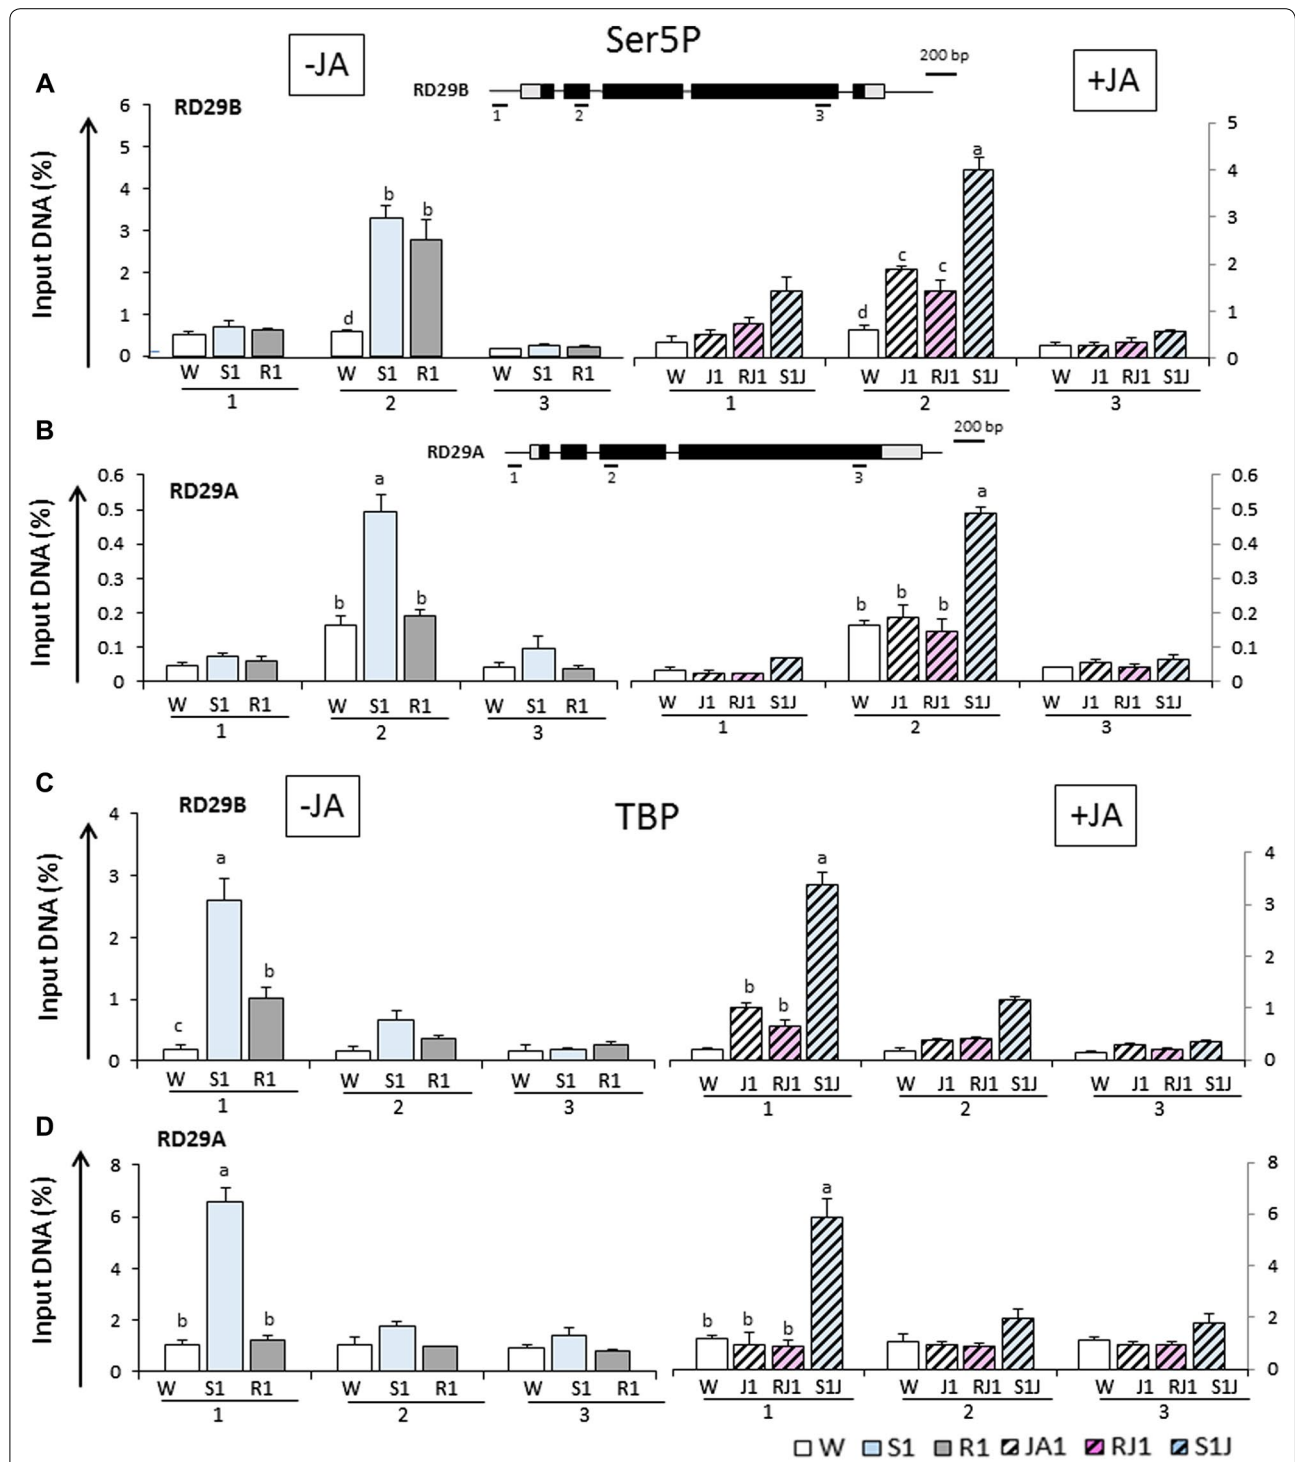 Ser5P
-JA
+JA
200 bp
A
RD29B
RD29B
1 2 3
Input DNA (%)
6
5
4
3
2
1
0
5
4
3
2
1
0
d b b c c d a
W S1 R1 W S1 R1 W S1 R1 W J1 RJ1 S1J W J1 RJ1 S1J W J1 RJ1 S1J
1 2 3 1 2 3
B
200 bp
RD29A
RD29A
1 2 3
Input DNA (%)
0.6
0.5
0.4
0.3
0.2
0.1
0
0.6
0.5
0.4
0.3
0.2
0.1
0
b a b b b b a
W S1 R1 W S1 R1 W S1 R1 W J1 RJ1 S1J W J1 RJ1 S1J W J1 RJ1 S1J
1 2 3 1 2 3
C
RD29B
-JA
TBP
+JA
Input DNA (%)
4
3
2
1
0
4
3
2
1
0
c a b b b a
W S1 R1 W S1 R1 W S1 R1 W J1 RJ1 S1J W J1 RJ1 S1J W J1 RJ1 S1J
1 2 3 1 2 3
D
RD29A
Input DNA (%)
8
6
4
2
0
8
6
4
2
0
b a b b b b a
W S1 R1 W S1 R1 W S1 R1 W J1 RJ1 S1J W J1 RJ1 S1J W J1 RJ1 S1J
1 2 3 1 2 3
W S1 R1 JA1 RJ1 S1J